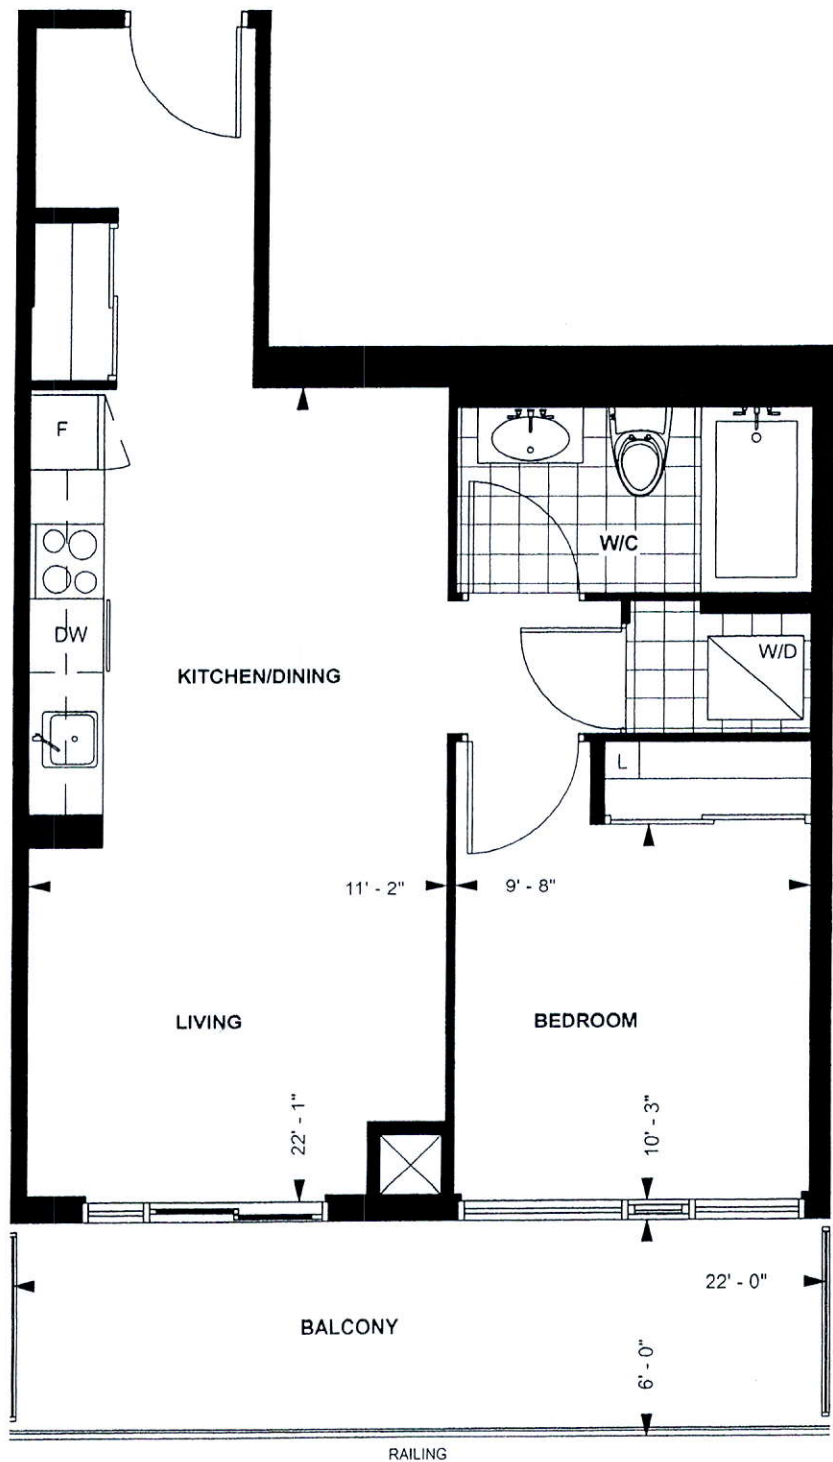 F
W/C
DW
W/D
KITCHEN/DINING
L
11' - 2"
9' - 8"
LIVING
BEDROOM
22' - 1"
10' - 3"
22' - 0"
BALCONY
6' - 0"
RAILING